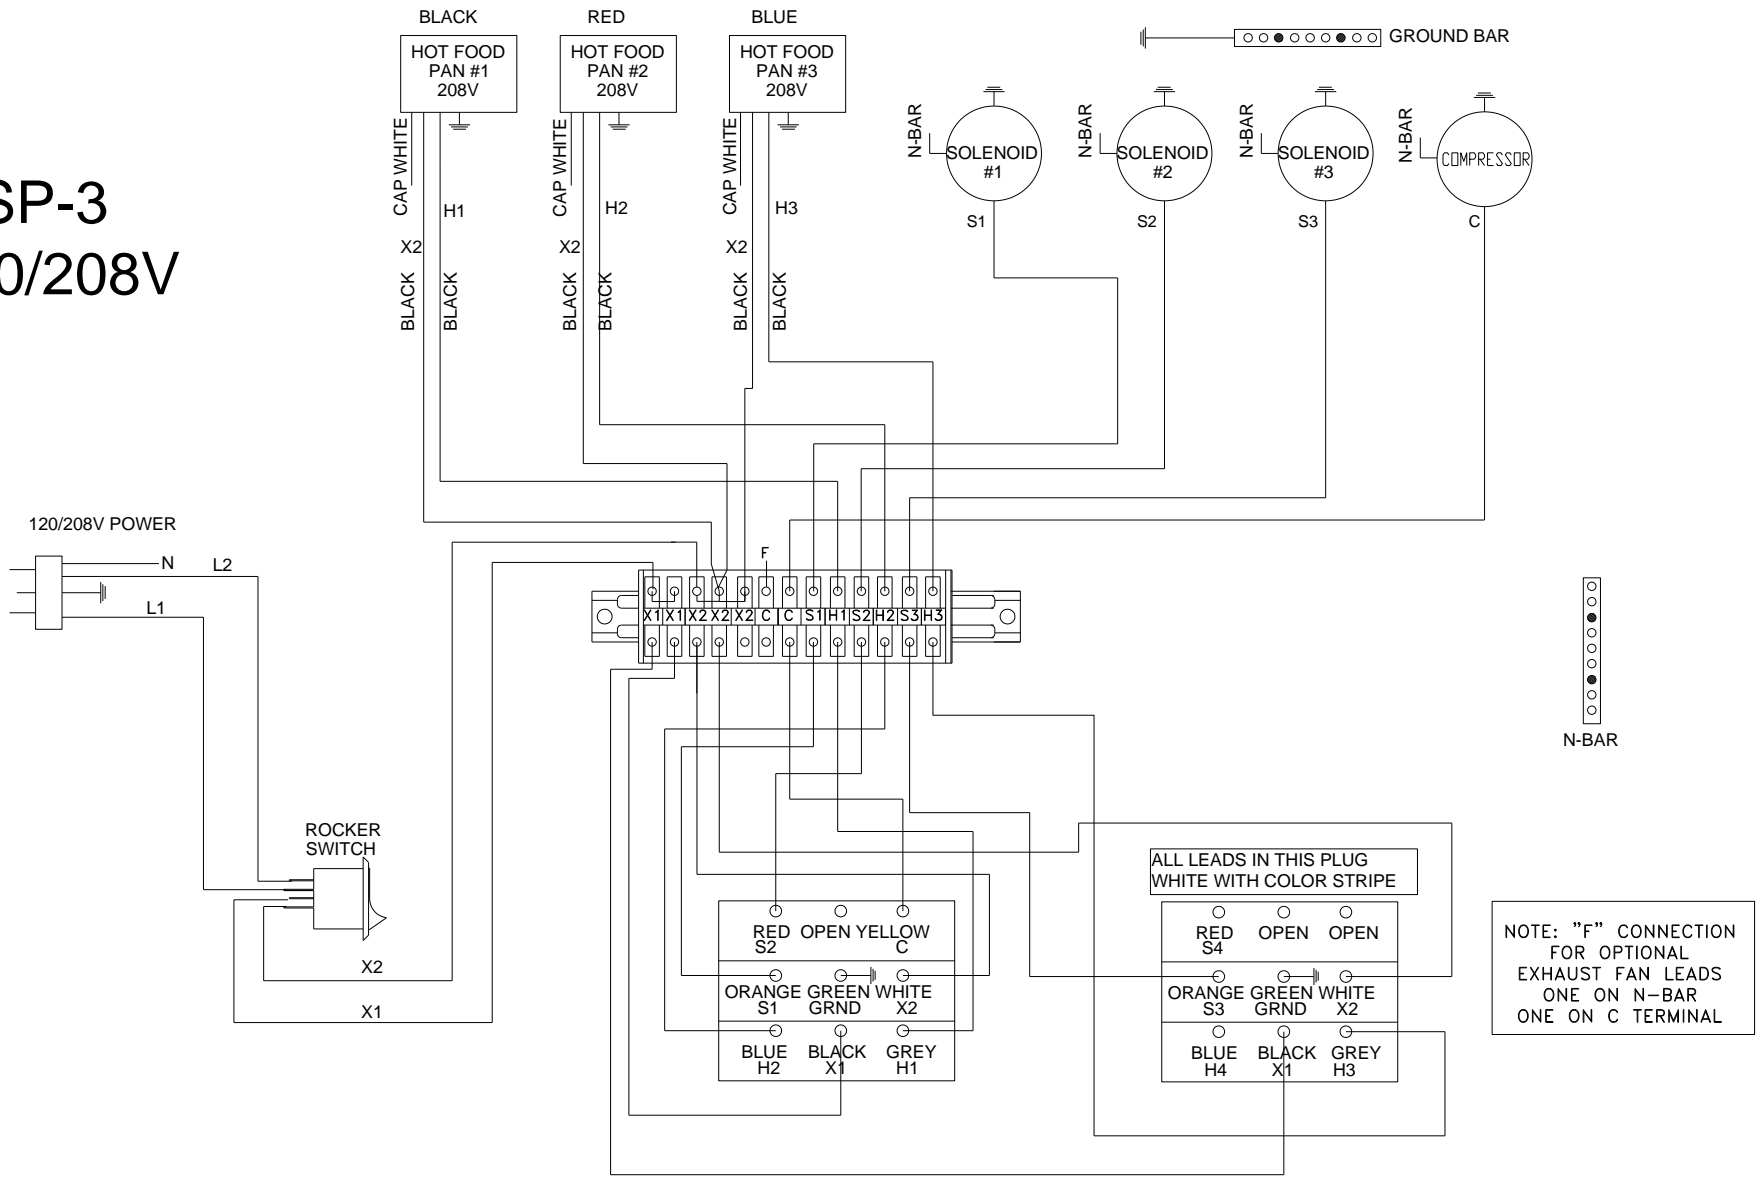 BLACK
RED
BLUE
HOT FOOD
PAN #1
208V
HOT FOOD
PAN #2
208V
HOT FOOD
PAN #3
208V
GROUND BAR
CAP WHITE
CAP WHITE
CAP WHITE
N-BAR
N-BAR
N-BAR
N-BAR
SOLENOID
#1
SOLENOID
#2
SOLENOID
#3
COMPRESSOR
SP-3
0/208V
H1
H2
H3
S1
S2
S3
C
X2
X2
X2
BLACK
BLACK
BLACK
BLACK
BLACK
BLACK
120/208V POWER
N
L2
L1
F
X1 X1 X2 X2 X2 C C S1 H1 S2 H2 S3 H3
N-BAR
ROCKER
SWITCH
X2
X1
ALL LEADS IN THIS PLUG
WHITE WITH COLOR STRIPE
RED OPEN YELLOW
S2 C
ORANGE GREEN WHITE
S1 GRND X2
BLUE BLACK GREY
H2 X1 H1
RED OPEN OPEN
S4
ORANGE GREEN WHITE
S3 GRND X2
BLUE BLACK GREY
H4 X1 H3
NOTE: "F" CONNECTION
FOR OPTIONAL
EXHAUST FAN LEADS
ONE ON N-BAR
ONE ON C TERMINAL